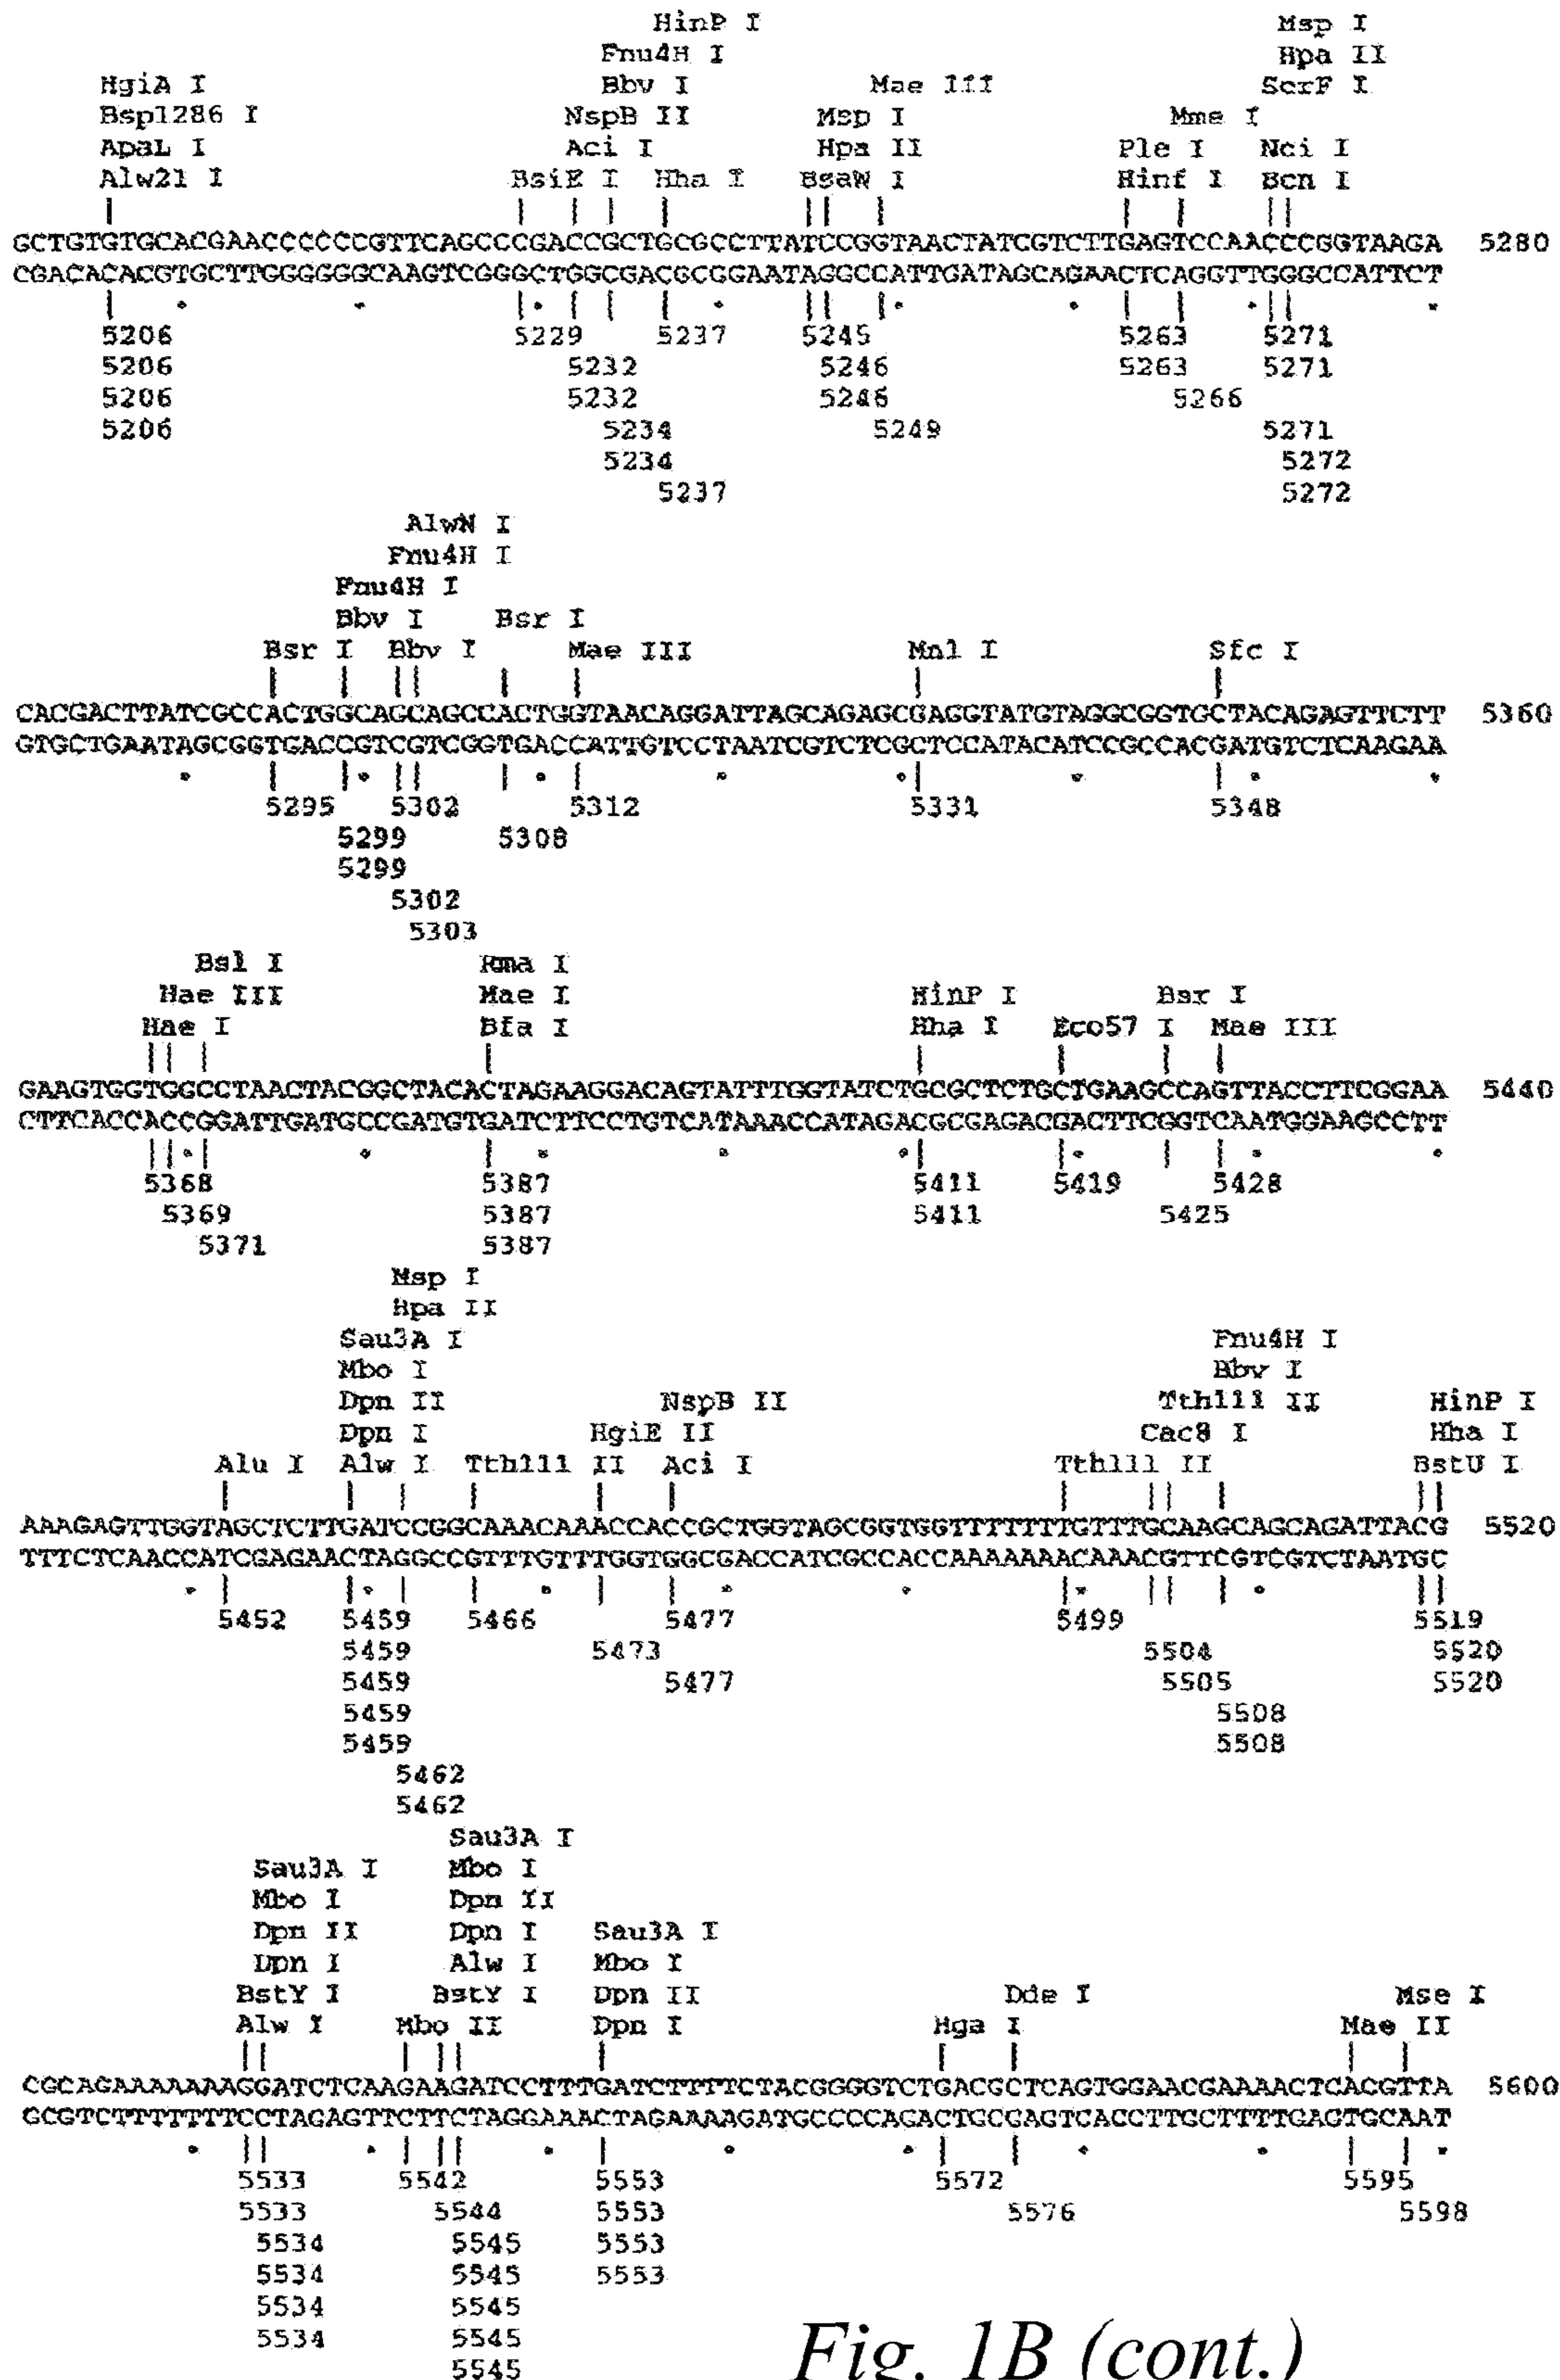 HinP I Msp I
Fnu4H I Hpa II
HgiA I Bbv I Mae III ScrF I
Bsp1286 I NspB II Msp I Mme I
ApaL I Aci I Hpa II Ple I Nci I
Alw21 I BsiE I Hha I BsaW I Hinf I Bcn I
GCTGTGTGCACGAACCCCCCGTTCAGCCCGACCGCTGCGCCTTATCCGGTAACTATCGTCTTGAGTCCAACCCGGTAAGA 5280
CGACACACGTGCTTGGGGGGCAAGTCGGGCTGGCGACGCGGAATAGGCCATTGATAGCAGAACTCAGGTTGGGCCATTCT
5206 5229 5237 5245 5263 5271
5206 5232 5246 5263 5271
5206 5232 5246 5266
5206 5234 5249 5271
5234 5272
5237 5272
AlwN I
Fnu4H I
Fnu4H I
Bbv I Bsr I
Bsr I Bbv I Mae III Mnl I Sfc I
CACGACTTATCGCCACTGGCAGCAGCCACTGGTAACAGGATTAGCAGAGCGAGGTATGTAGGCGGTGCTACAGAGTTCTT 5360
GTGCTGAATAGCGGTGACCGTCGTCGGTGACCATTGTCCTAATCGTCTCGCTCCATACATCCGCCACGATGTCTCAAGAA
5295 5302 5312 5331 5348
5299 5308
5299
5302
5303
Bsl I Rma I
Hae III Mae I HinP I Bsr I
Hae I Bfa I Hha I Eco57 I Mae III
GAAGTGGTGGCCTAACTACGGCTACACTAGAAGGACAGTATTTGGTATCTGCGCTCTGCTGAAGCCAGTTACCTTCGGAA 5440
CTTCACCACCGGATTGATGCCGATGTGATCTTCCTGTCATAAACCATAGACGCGAGACGACTTCGGTCAATGGAAGCCTT
5368 5387 5411 5419 5428
5369 5387 5411 5425
5371 5387
Msp I
Hpa II
Sau3A I Fnu4H I
Mbo I Bbv I
Dpn II NspB II Tth111 II HinP I
Dpn I HgiE II Cac8 I Hha I
Alu I Alw I Tth111 II Aci I Tth111 II BstU I
AAAGAGTTGGTAGCTCTTGATCCGGCAAACAAACCACCGCTGGTAGCGGTGGTTTTTTTGTTTGCAAGCAGCAGATTACG 5520
TTTCTCAACCATCGAGAACTAGGCCGTTTGTTTGGTGGCGACCATCGCCACCAAAAAAACAAACGTTCGTCGTCTAATGC
5452 5459 5466 5477 5499 5519
5459 5473 5504 5520
5459 5477 5505 5520
5459 5508
5459 5508
5462
5462
Sau3A I
Sau3A I Mbo I
Mbo I Dpn II
Dpn II Dpn I Sau3A I
Dpn I Alw I Mbo I
BstY I BstY I Dpn II Dde I Mse I
Alw I Mbo II Dpn I Hga I Mae II
CGCAGAAAAAAAGGATCTCAAGAAGATCCTTTGATCTTTTCTACGGGGTCTGACGCTCAGTGGAACGAAAACTCACGTTA 5600
GCGTCTTTTTTTCCTAGAGTTCTTCTAGGAAACTAGAAAAGATGCCCCAGACTGCGAGTCACCTTGCTTTTGAGTGCAAT
5533 5542 5553 5572 5595
5533 5544 5553 5576 5598
5534 5545 5553
5534 5545 5553
5534 5545
5534 5545
5545
Fig. 1B (cont.)